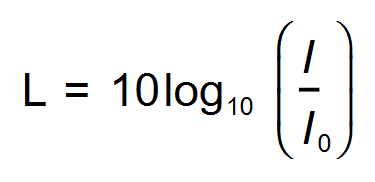 L = 10log₁₀ (I/I₀)